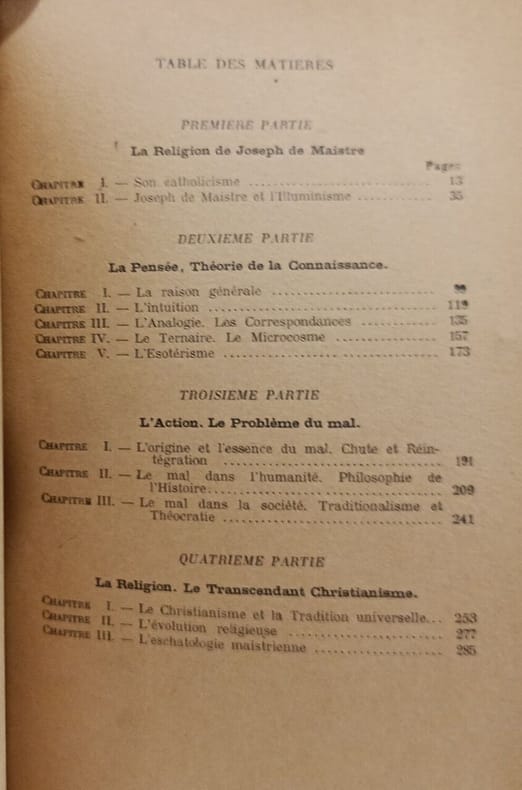 TABLE DES MATIERES
PREMIERE PARTIE
La Religion de Joseph de Maistre
Pages
CHAPITRE I. — Son catholicisme .............................. 13
CHAPITRE II. — Joseph de Maistre et l'Illuminisme ............ 35
DEUXIEME PARTIE
La Pensée, Théorie de la Connaissance.
CHAPITRE I. — La raison générale ..........................
CHAPITRE II. — L'intuition .................................... 119
CHAPITRE III. — L'Analogie. Les Correspondances ............ 135
CHAPITRE IV. — Le Ternaire. Le Microcosme .................. 157
CHAPITRE V. — L'Esotérisme .................................. 173
TROISIEME PARTIE
L'Action. Le Problème du mal.
CHAPITRE I. — L'origine et l'essence du mal. Chute et Réin-
tégration .................................... 191
CHAPITRE II. — Le mal dans l'humanité. Philosophie de
l'Histoire...................................... 209
CHAPITRE III. — Le mal dans la société. Traditionalisme et
Théocratie .................................... 241
QUATRIEME PARTIE
La Religion. Le Transcendant Christianisme.
CHAPITRE I. — Le Christianisme et la Tradition universelle... 253
CHAPITRE II. — L'évolution religieuse ........................ 277
CHAPITRE III. — L'eschatologie maistrienne .................... 285